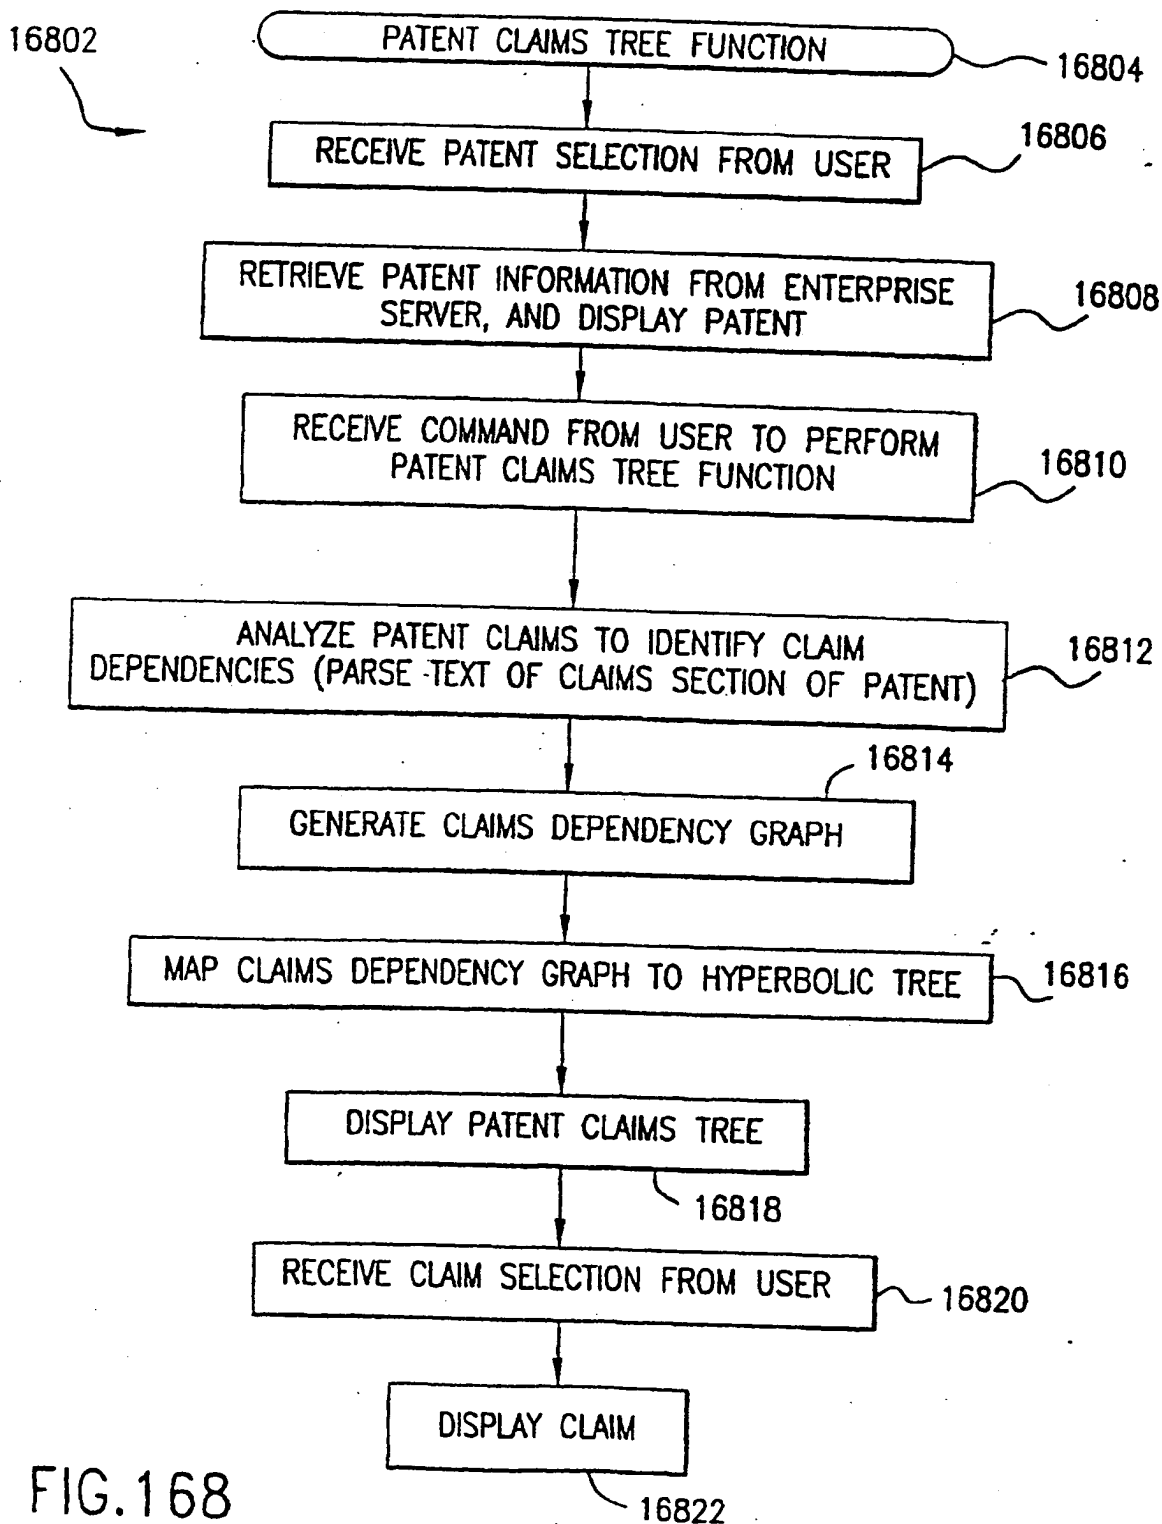 16802
PATENT CLAIMS TREE FUNCTION
16804
RECEIVE PATENT SELECTION FROM USER
16806
RETRIEVE PATENT INFORMATION FROM ENTERPRISE
SERVER, AND DISPLAY PATENT
16808
RECEIVE COMMAND FROM USER TO PERFORM
PATENT CLAIMS TREE FUNCTION
16810
ANALYZE PATENT CLAIMS TO IDENTIFY CLAIM
DEPENDENCIES (PARSE TEXT OF CLAIMS SECTION OF PATENT)
16812
16814
GENERATE CLAIMS DEPENDENCY GRAPH
MAP CLAIMS DEPENDENCY GRAPH TO HYPERBOLIC TREE
16816
DISPLAY PATENT CLAIMS TREE
16818
RECEIVE CLAIM SELECTION FROM USER
16820
DISPLAY CLAIM
16822
FIG.168